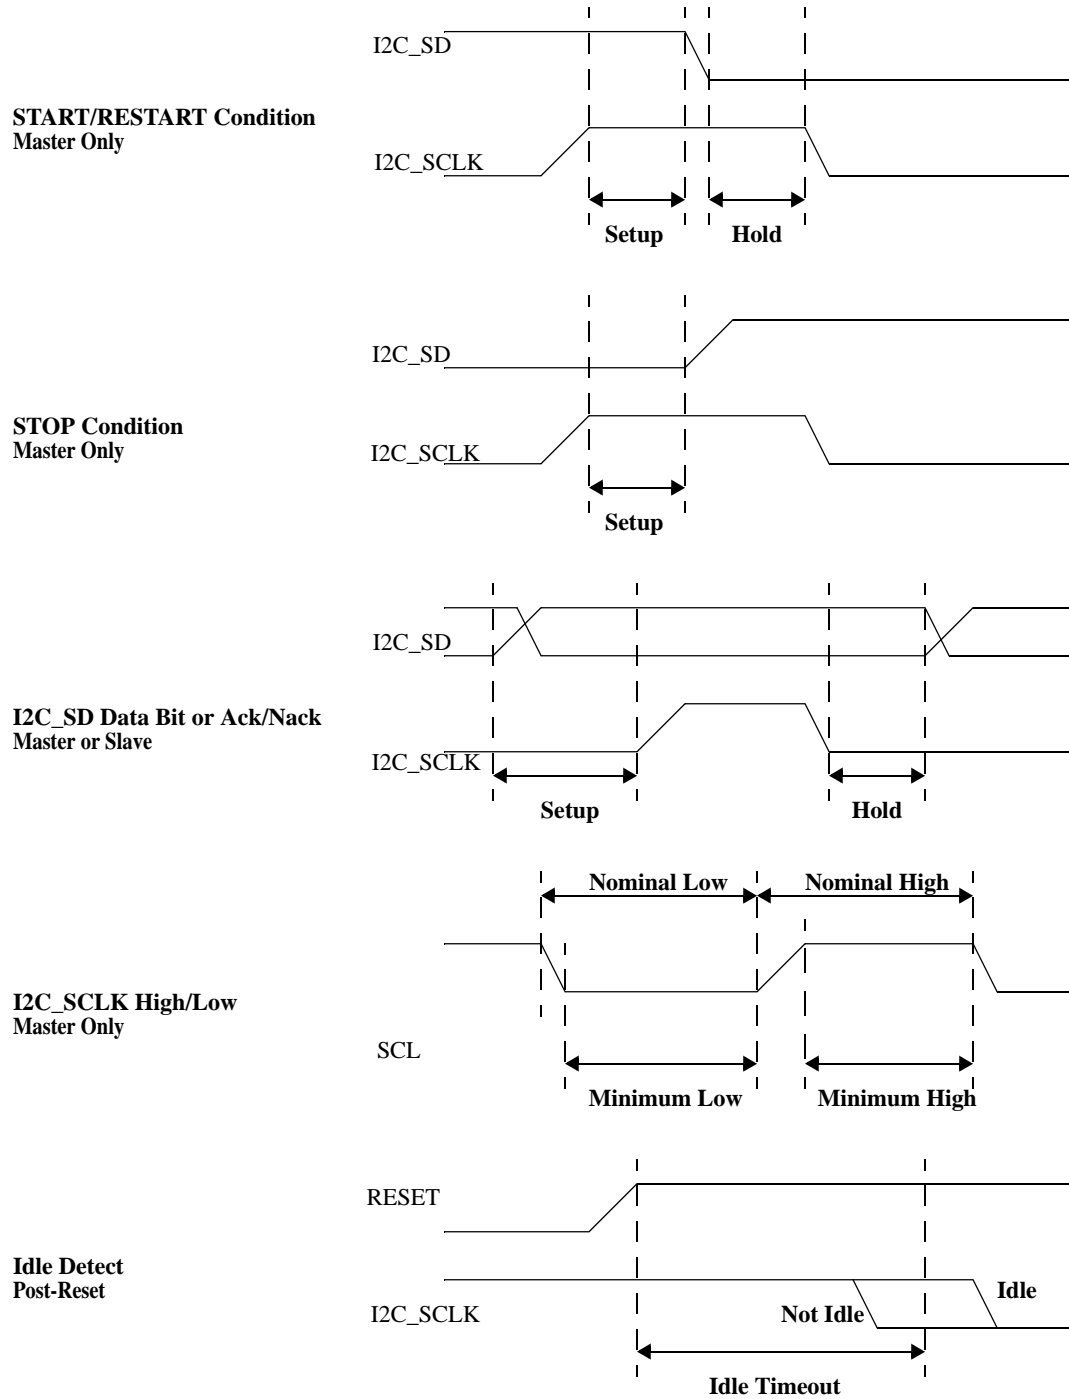 I2C_SD
START/RESTART Condition
Master Only
I2C_SCLK
Setup
Hold
I2C_SD
STOP Condition
Master Only
I2C_SCLK
Setup
I2C_SD
I2C_SD Data Bit or Ack/Nack
Master or Slave
I2C_SCLK
Setup
Hold
Nominal Low
Nominal High
I2C_SCLK High/Low
Master Only
SCL
Minimum Low
Minimum High
RESET
Idle Detect
Post-Reset
I2C_SCLK
Not Idle
Idle
Idle Timeout